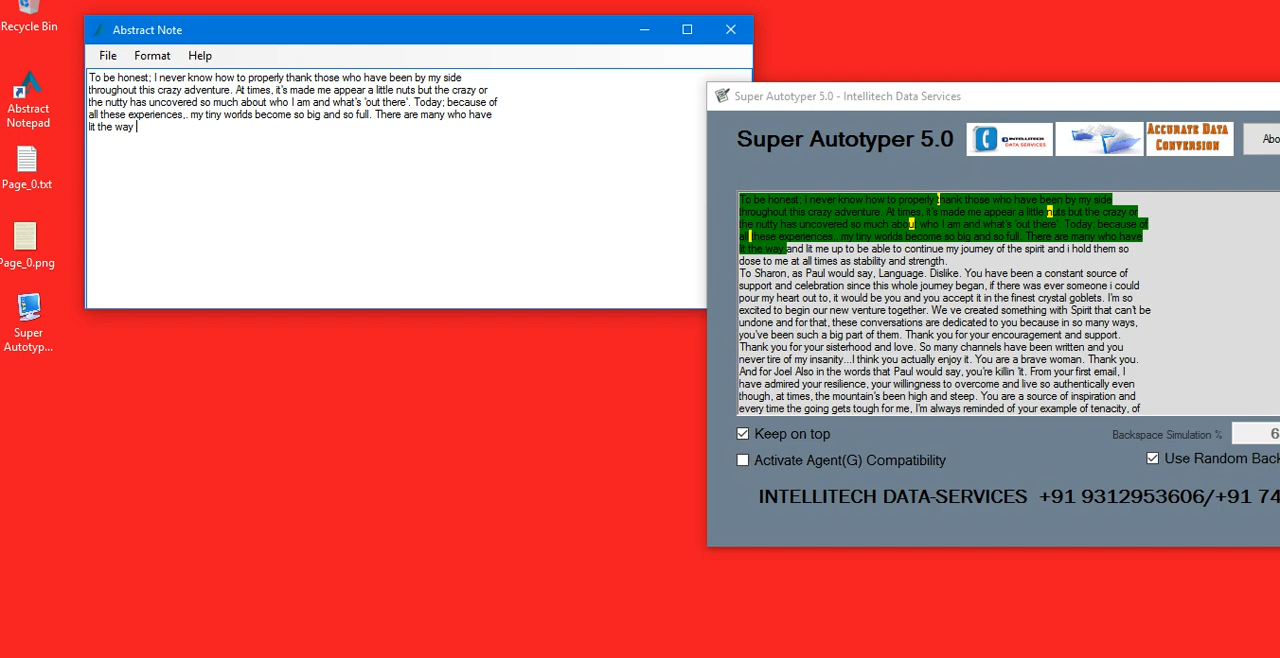 Recycle Bin
Abstract
Notepad
Page_0.txt
Page_0.png
Super
Autotyp...
Abstract Note
File Format Help
To be honest; I never know how to properly thank those who have been by my side
throughout this crazy adventure. At times, it's made me appear a little nuts but the crazy or
the nutty has uncovered so much about who I am and what's 'out there'. Today; because of
all these experiences,. my tiny worlds become so big and so full. There are many who have
lit the way
Super Autotyper 5.0 - Intellitech Data Services
Super Autotyper 5.0
INTELLITECH
DATA SERVICES
ACCURATE DATA
CONVERSION
Abo
To be honest; I never know how to properly thank those who have been by my side
throughout this crazy adventure. At times, it's made me appear a little nuts but the crazy or
the nutty has uncovered so much about who I am and what's 'out there'. Today; because of
all these experiences,. my tiny worlds become so big and so full. There are many who have
lit the way and lit me up to be able to continue my journey of the spirit and i hold them so
dose to me at all times as stability and strength.
To Sharon, as Paul would say, Language. Dislike. You have been a constant source of
support and celebration since this whole journey began, if there was ever someone i could
pour my heart out to, it would be you and you accept it in the finest crystal goblets. I'm so
excited to begin our new venture together. We ve created something with Spirit that can't be
undone and for that, these conversations are dedicated to you because in so many ways,
you've been such a big part of them. Thank you for your encouragement and support.
Thank you for your sisterhood and love. So many channels have been written and you
never tire of my insanity...I think you actually enjoy it. You are a brave woman. Thank you.
And for Joel Also in the words that Paul would say, you're killin 'it. From your first email, I
have admired your resilience, your willingness to overcome and live so authentically even
though, at times, the mountain's been high and steep. You are a source of inspiration and
every time the going gets tough for me, I'm always reminded of your example of tenacity, of
Keep on top
Backspace Simulation %
6
Activate Agent(G) Compatibility
Use Random Back
INTELLITECH DATA-SERVICES +91 9312953606/+91 74